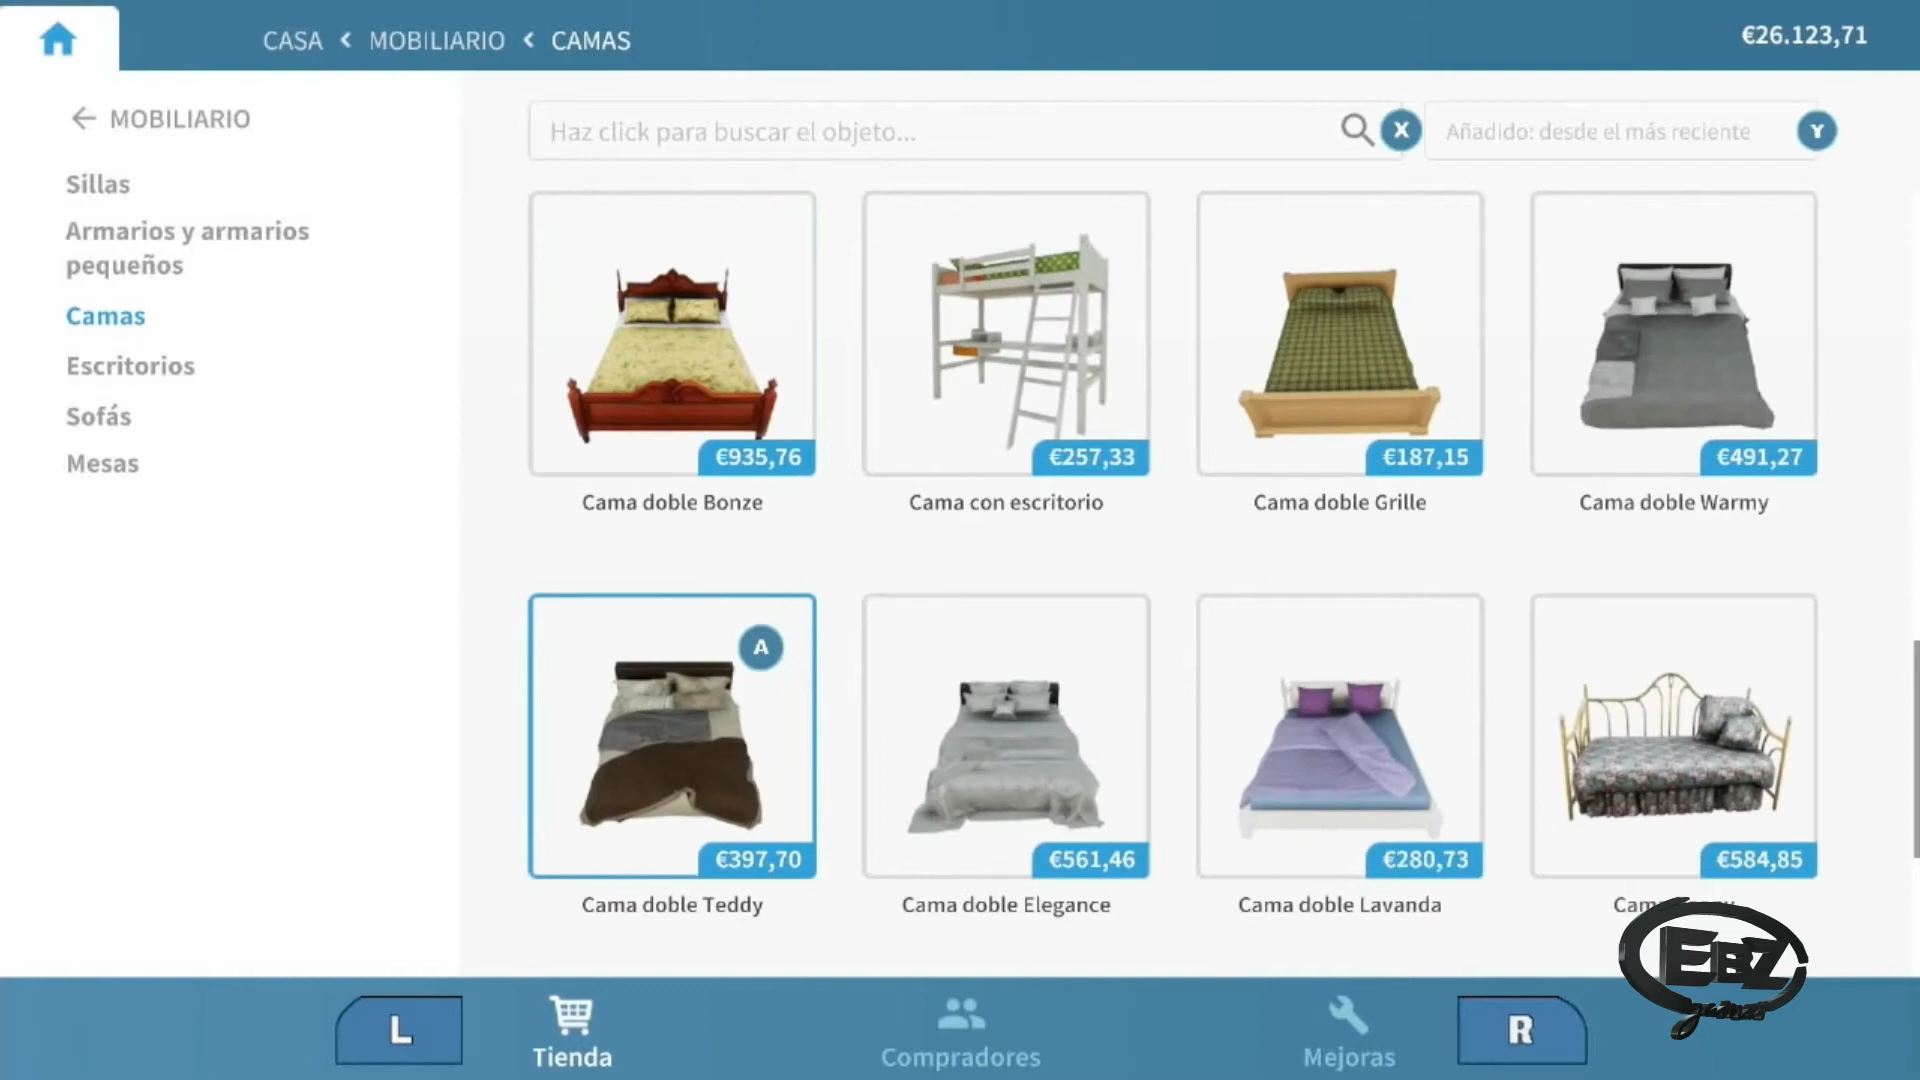 CASA < MOBILIARIO < CAMAS
€26.123,71
← MOBILIARIO
Haz click para buscar el objeto...
X
Añadido: desde el más reciente
Y
Sillas
Armarios y armarios
pequeños
Camas
Escritorios
Sofás
Mesas
€935,76
€257,33
€187,15
€491,27
Cama doble Bonze
Cama con escritorio
Cama doble Grille
Cama doble Warmy
A
€397,70
€561,46
€280,73
€584,85
Cama doble Teddy
Cama doble Elegance
Cama doble Lavanda
EBZ
games
L
Tienda
Compradores
Mejoras
R